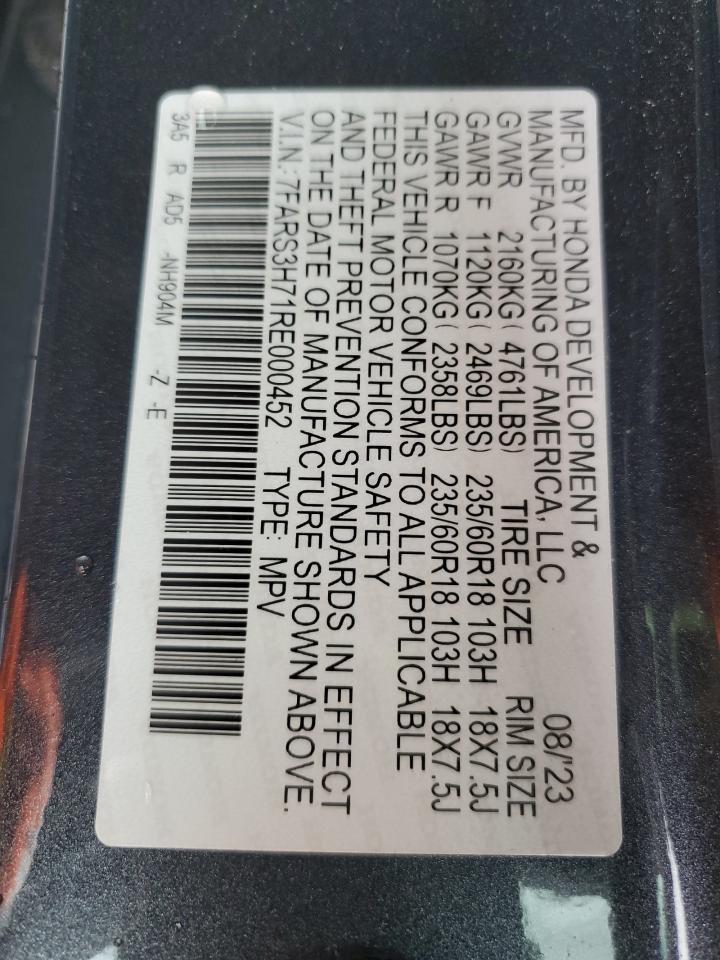 MFD. BY HONDA DEVELOPMENT &
MANUFACTURING OF AMERICA, LLC 08/'23
GVWR 2160KG( 4761LBS) TIRE SIZE RIM SIZE
GAWR F 1120KG( 2469LBS) 235/60R18 103H 18X7.5J
GAWR R 1070KG( 2358LBS) 235/60R18 103H 18X7.5J
THIS VEHICLE CONFORMS TO ALL APPLICABLE
FEDERAL MOTOR VEHICLE SAFETY
AND THEFT PREVENTION STANDARDS IN EFFECT
ON THE DATE OF MANUFACTURE SHOWN ABOVE.
V.I.N.: 7FARS3H71RE000452 TYPE: MPV
3A5 R AD5 -NH904M -Z -E